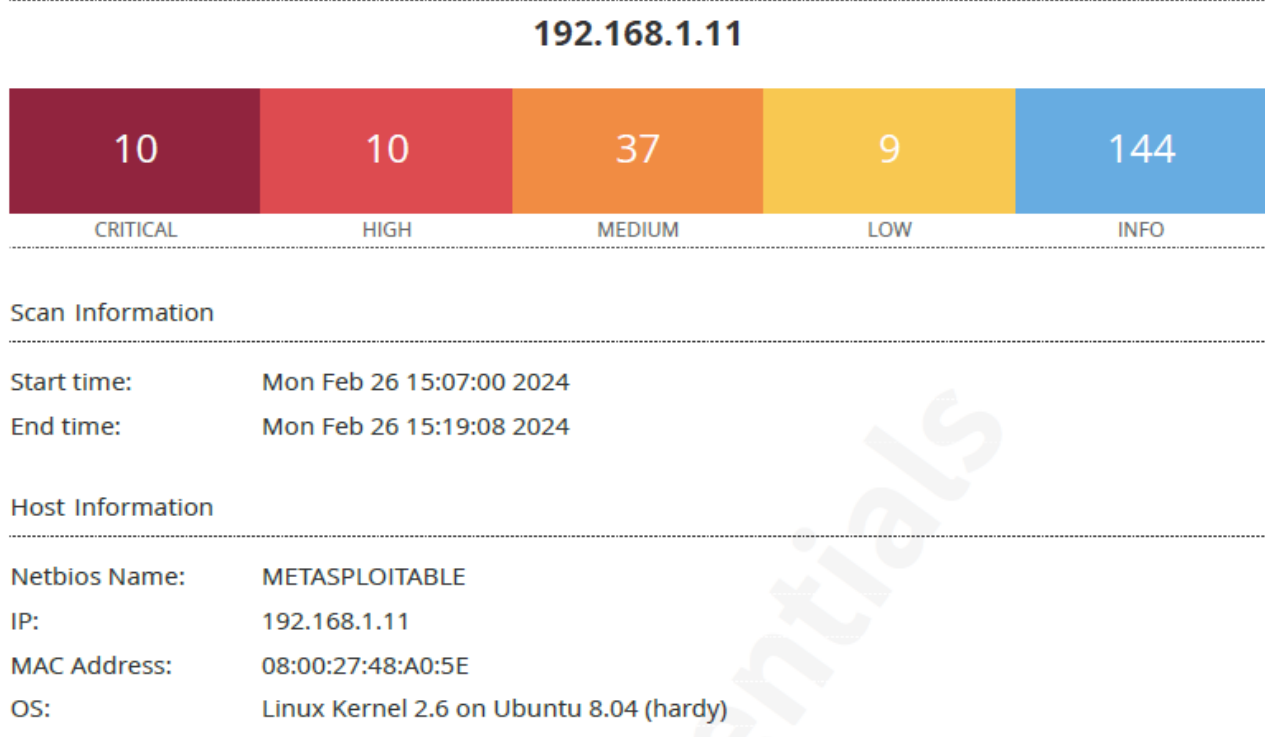 192.168.1.11
10 10 37 9 144
CRITICAL HIGH MEDIUM LOW INFO
Scan Information
Start time: Mon Feb 26 15:07:00 2024
End time: Mon Feb 26 15:19:08 2024
Host Information
Netbios Name: METASPLOITABLE
IP: 192.168.1.11
MAC Address: 08:00:27:48:A0:5E
OS: Linux Kernel 2.6 on Ubuntu 8.04 (hardy)
entials